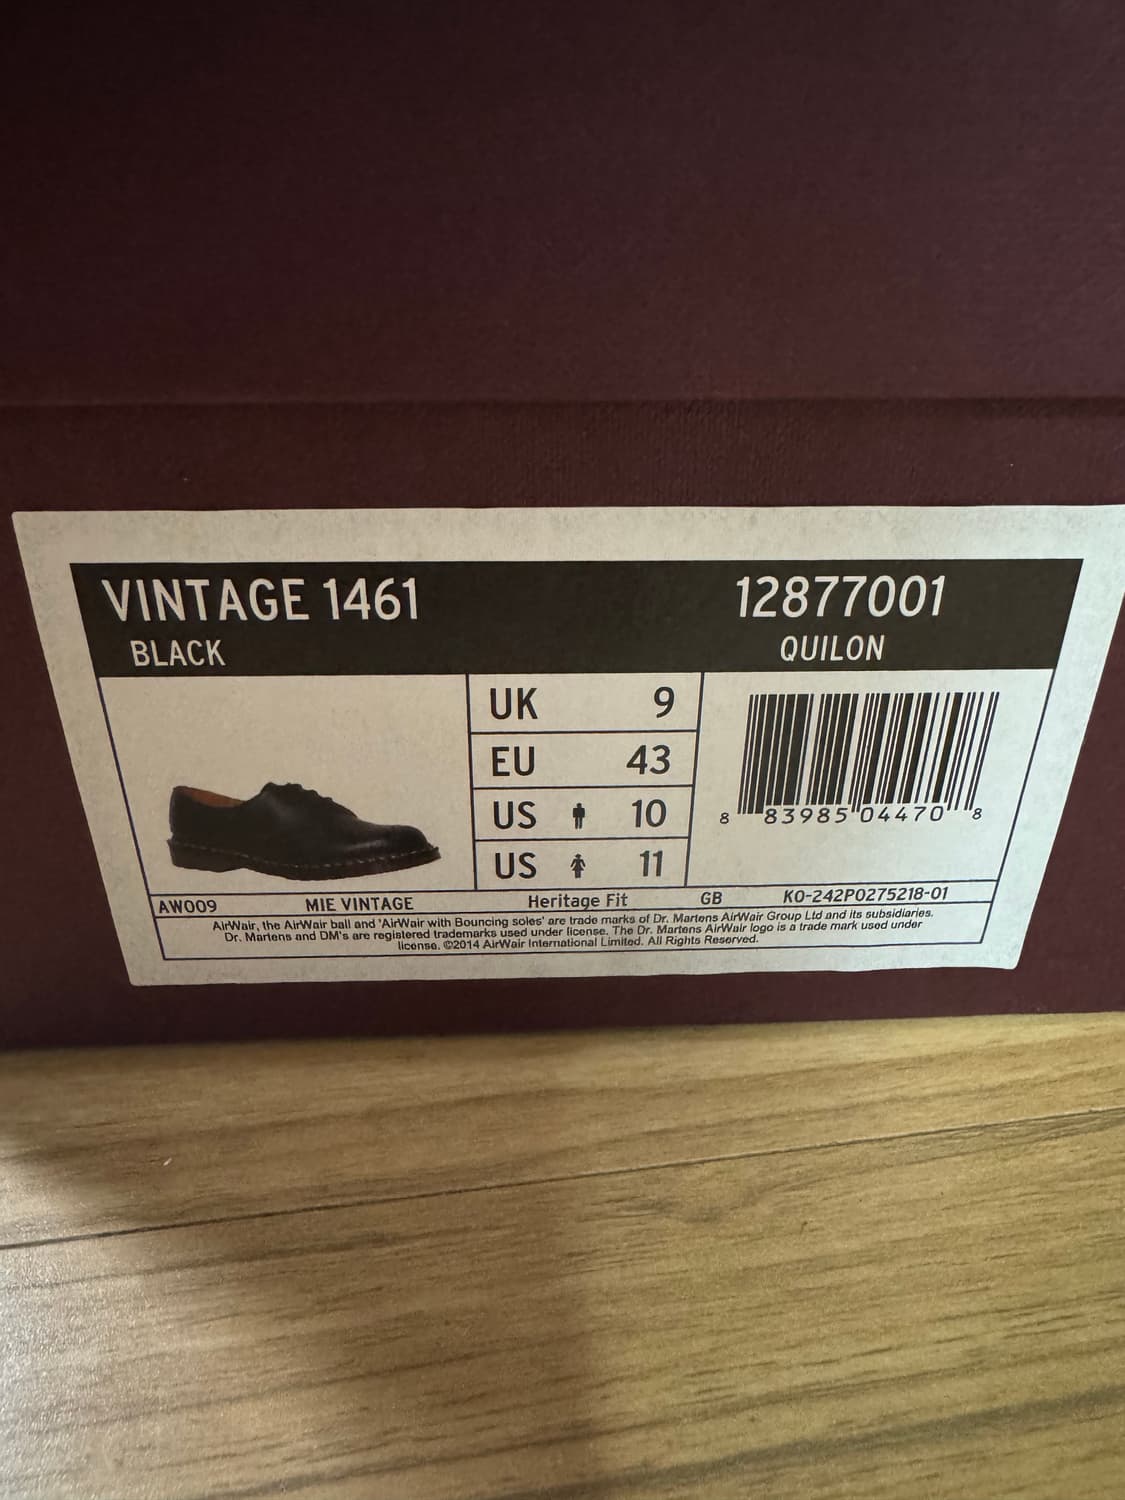 VINTAGE 1461
BLACK
12877001
QUILON
UK 9
EU 43
US 10
US 11
8 83985 04470 8
AW009 MIE VINTAGE Heritage Fit GB KO-242P0275218-01
AirWair, the AirWair ball and 'AirWair with Bouncing soles' are trade marks of Dr. Martens AirWair Group Ltd and its subsidiaries.
Dr. Martens and DM's are registered trademarks used under license. The Dr. Martens AirWair logo is a trade mark used under
license. ©2014 AirWair International Limited. All Rights Reserved.